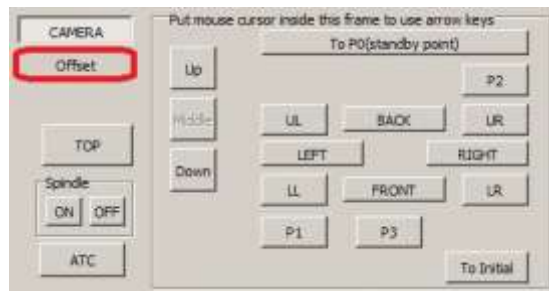 CAMERA
Offset
TOP
Spindle
ON OFF
ATC
Put mouse cursor inside this frame to use arrow keys
To P0(standby point)
Up
P2
Middle
UL BACK UR
LEFT RIGHT
Down
LL FRONT LR
P1 P3
To Initial